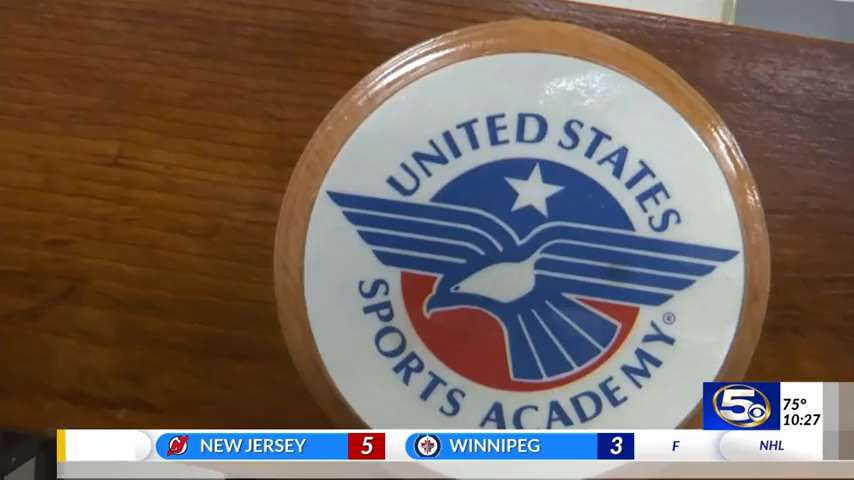 UNITED STATES
SPORTS ACADEMY®
5
75°
10:27
NEW JERSEY 5 WINNIPEG 3 F NHL